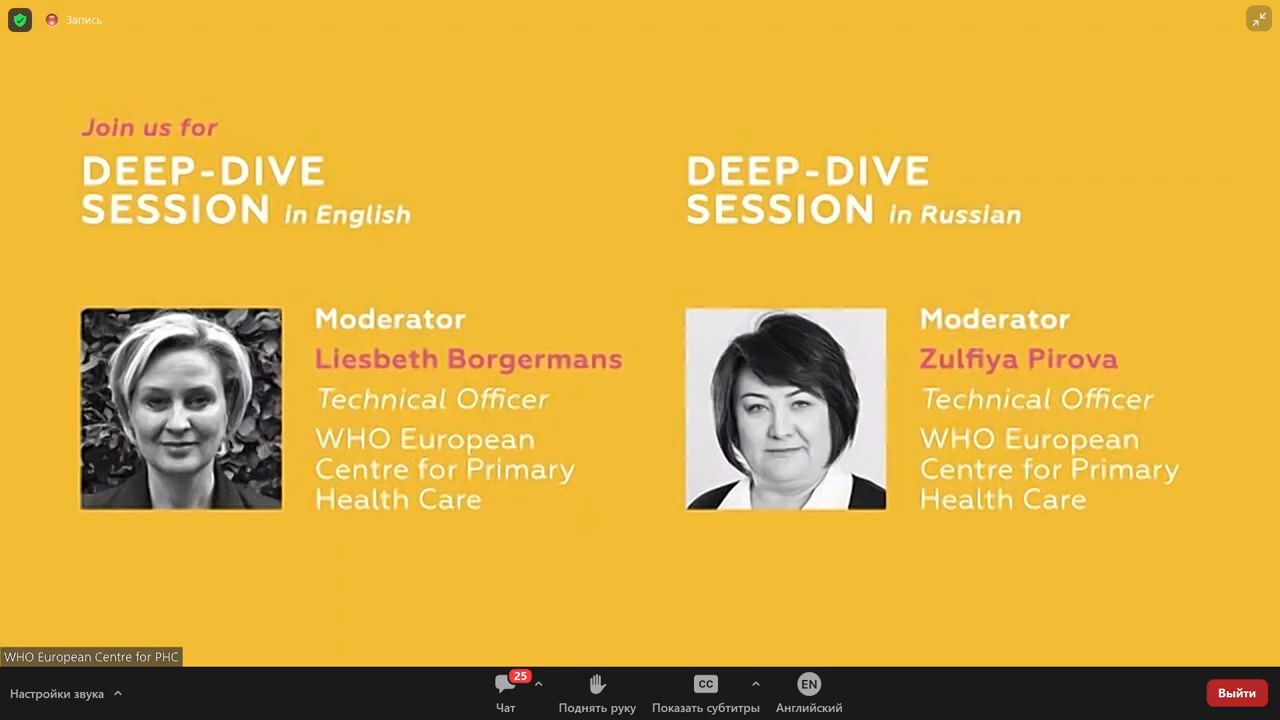 Запись
Join us for
DEEP-DIVE
SESSION in English
DEEP-DIVE
SESSION in Russian
Moderator
Liesbeth Borgermans
Technical Officer
WHO European
Centre for Primary
Health Care
Moderator
Zulfiya Pirova
Technical Officer
WHO European
Centre for Primary
Health Care
WHO European Centre for PHC
Настройки звука
25
Чат
Поднять руку
CC
Показать субтитры
EN
Английский
Выйти